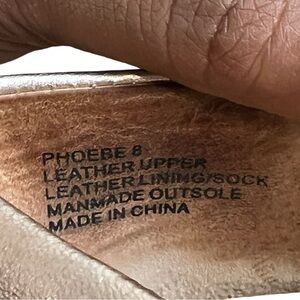 PHOEBE 8
LEATHER UPPER
LEATHER LINING/SOCK
MANMADE OUTSOLE
MADE IN CHINA